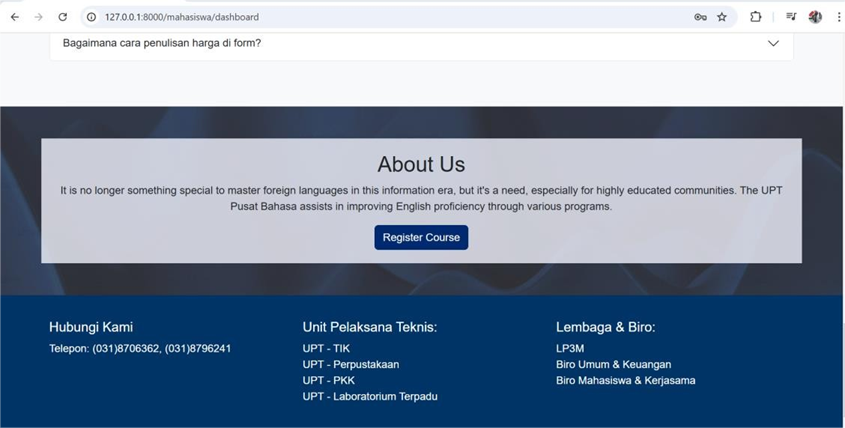 127.0.0.1:8000/mahasiswa/dashboard
Bagaimana cara penulisan harga di form?
About Us
It is no longer something special to master foreign languages in this information era, but it's a need, especially for highly educated communities. The UPT
Pusat Bahasa assists in improving English proficiency through various programs.
Register Course
Hubungi Kami
Telepon: (031)8706362, (031)8796241
Unit Pelaksana Teknis:
UPT - TIK
UPT - Perpustakaan
UPT - PKK
UPT - Laboratorium Terpadu
Lembaga & Biro:
LP3M
Biro Umum & Keuangan
Biro Mahasiswa & Kerjasama